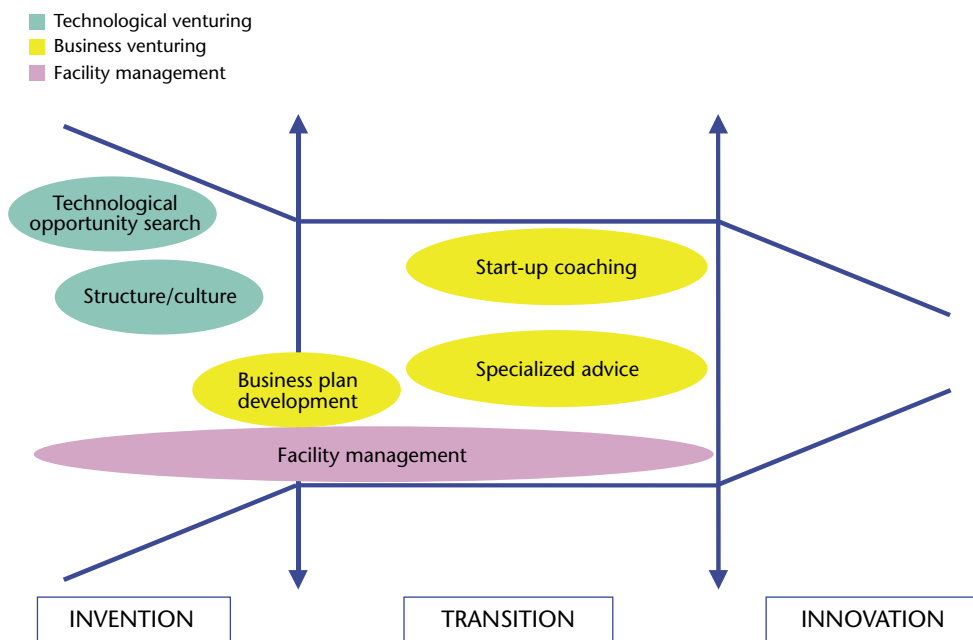 Technological venturing
Business venturing
Facility management
Technological
opportunity search
Structure/culture
Start-up coaching
Specialized advice
Business plan
development
Facility management
INVENTION
TRANSITION
INNOVATION